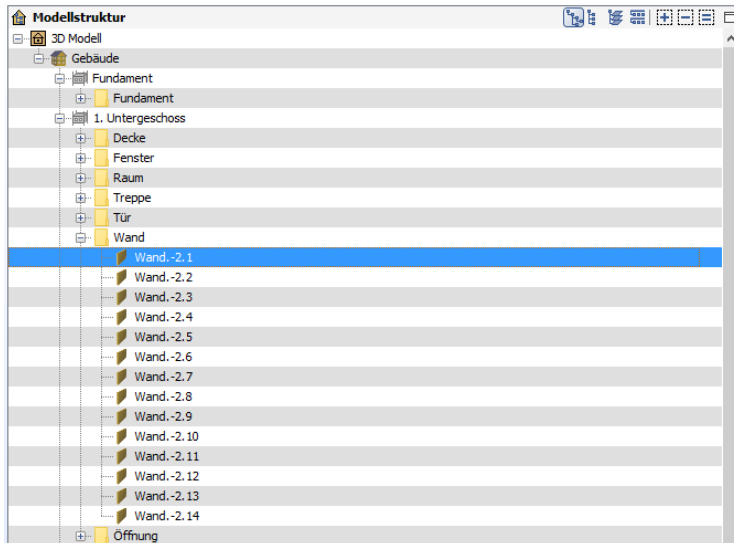 Modellstruktur
3D Modell
Gebäude
Fundament
Fundament
1. Untergeschoss
Decke
Fenster
Raum
Treppe
Tür
Wand
Wand.-2.1
Wand.-2.2
Wand.-2.3
Wand.-2.4
Wand.-2.5
Wand.-2.6
Wand.-2.7
Wand.-2.8
Wand.-2.9
Wand.-2.10
Wand.-2.11
Wand.-2.12
Wand.-2.13
Wand.-2.14
Öffnung